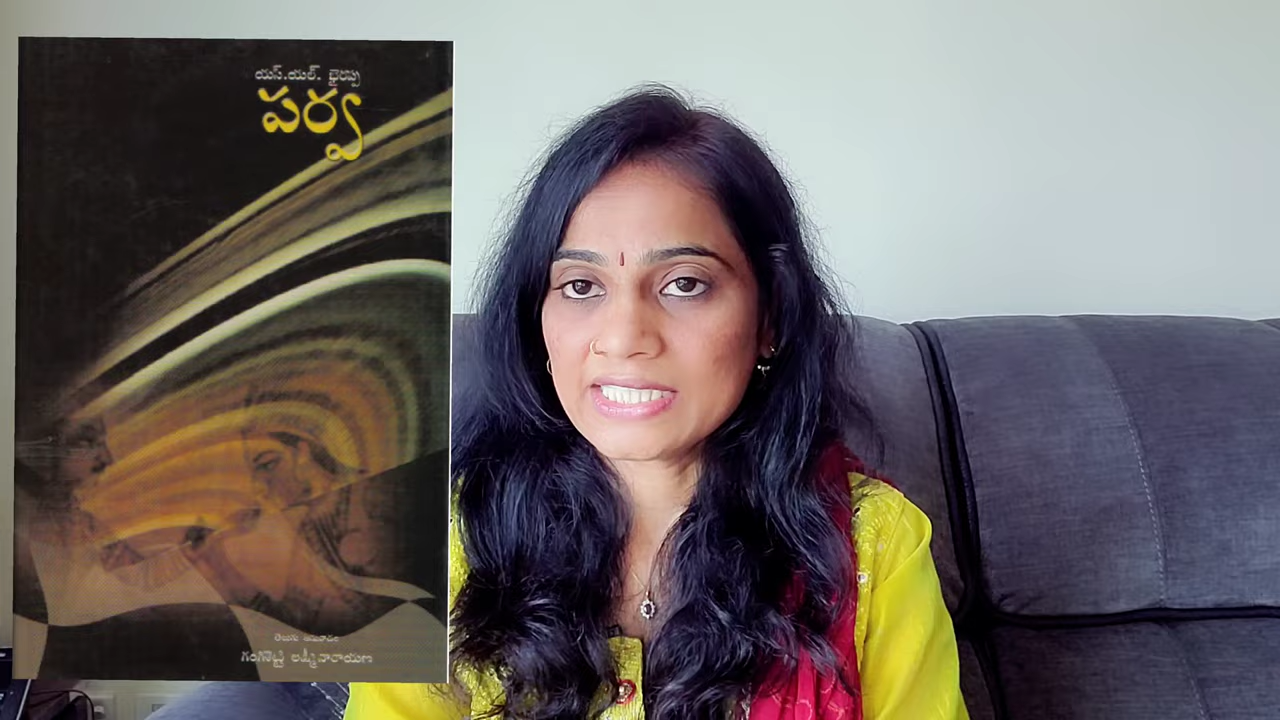 యస్.యల్. భైరప్ప
పర్వ
తెలుగు అనువాదం
గంగిశెట్టి లక్ష్మీనారాయణ